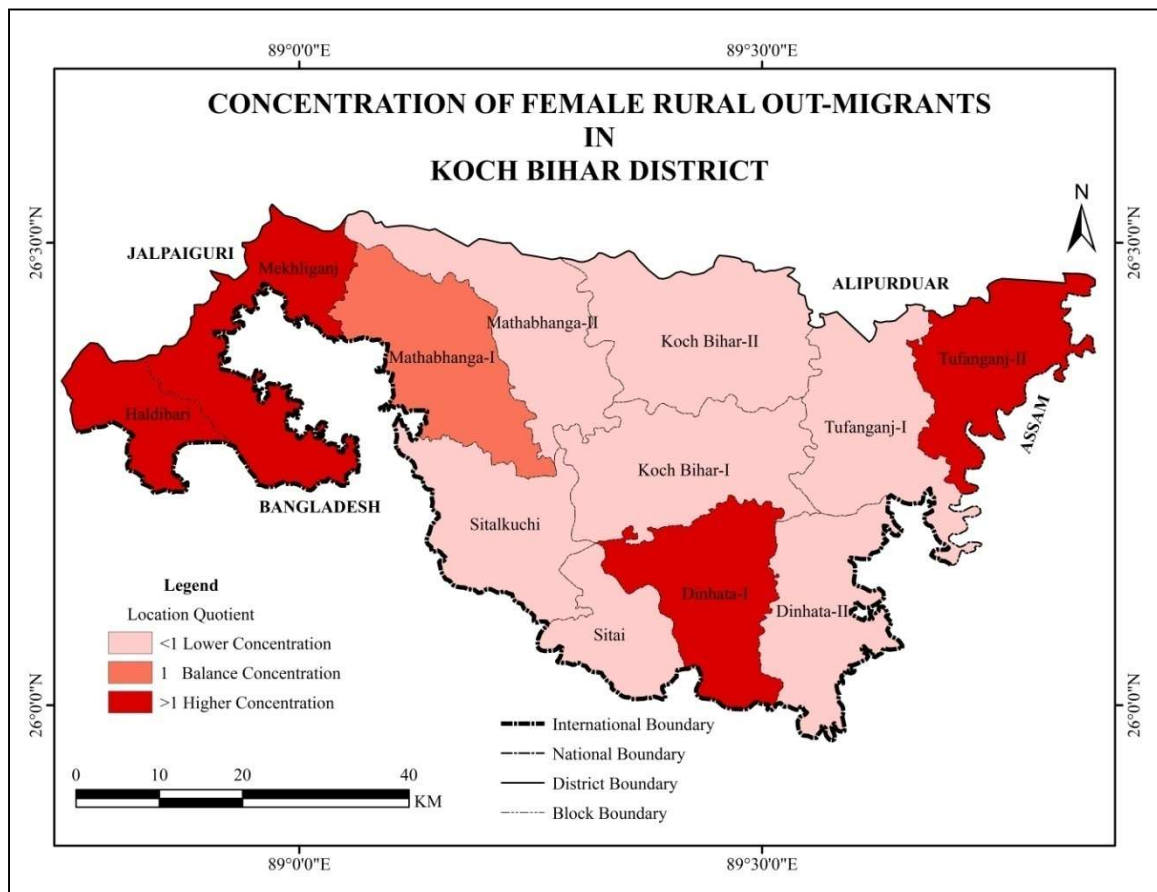 89°0'0"E
89°30'0"E
CONCENTRATION OF FEMALE RURAL OUT-MIGRANTS
IN
KOCH BIHAR DISTRICT
N
26°30'0"N
26°30'0"N
JALPAIGURI
Mekhliganj
ALIPURDUAR
Mathabhanga-II
Koch Bihar-II
Mathabhanga-I
Tufanganj-II
Haldibari
Tufanganj-I
ASSAM
Koch Bihar-I
BANGLADESH
Sitalkuchi
Dinhata-I
Dinhata-II
Sitai
Legend
Location Quotient
<1 Lower Concentration
1 Balance Concentration
>1 Higher Concentration
26°0'0"N
26°0'0"N
International Boundary
National Boundary
District Boundary
Block Boundary
0 10 20 40
KM
89°0'0"E
89°30'0"E